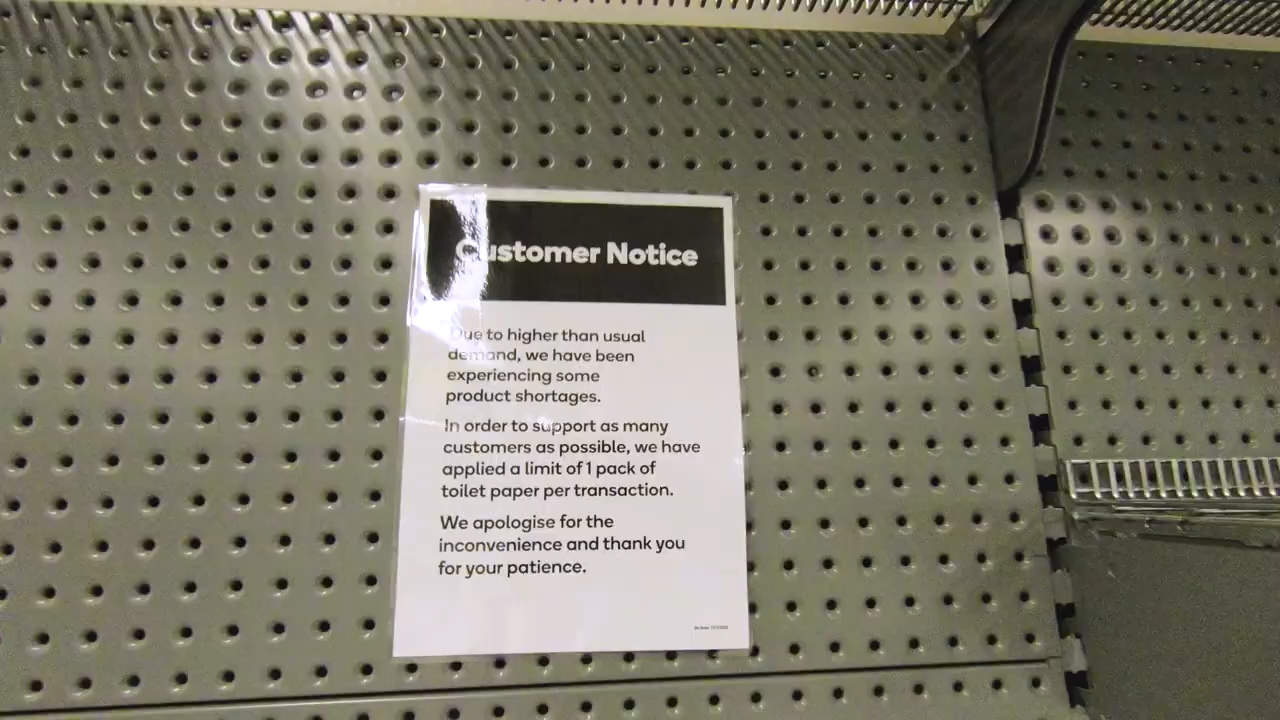 Customer Notice
Due to higher than usual
demand, we have been
experiencing some
product shortages.
In order to support as many
customers as possible, we have
applied a limit of 1 pack of
toilet paper per transaction.
We apologise for the
inconvenience and thank you
for your patience.